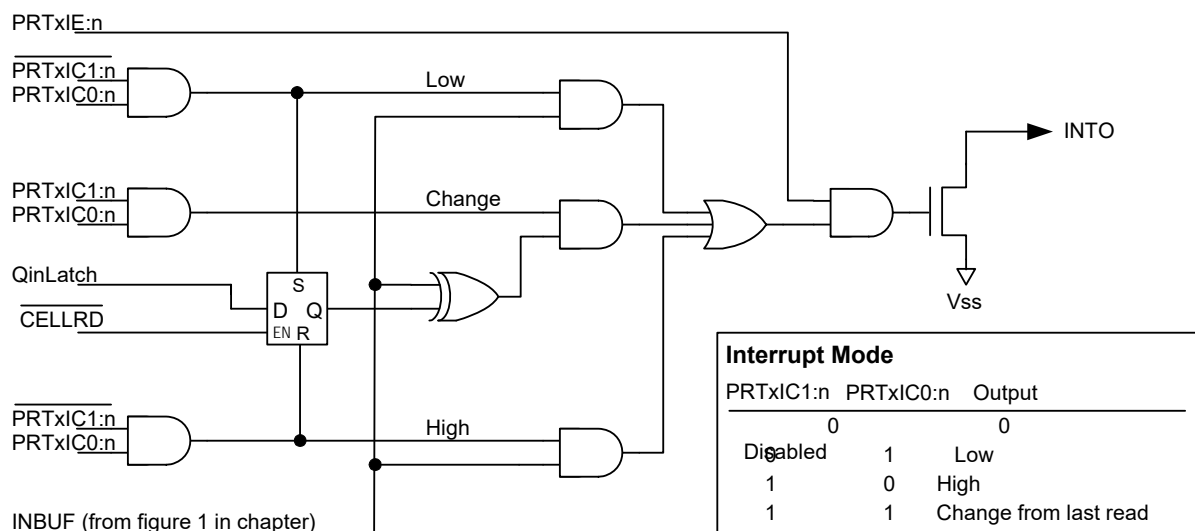 PRTxIE:n
PRTxIC1:n
PRTxIC0:n
Low
INTO
PRTxIC1:n
PRTxIC0:n
Change
QinLatch
S
D Q
CELLRD
EN R
Vss
PRTxIC1:n
PRTxIC0:n
High
INBUF (from figure 1 in chapter)
Interrupt Mode
PRTxIC1:n PRTxIC0:n Output
0 0
Disabled
0 1 Low
1 0 High
1 1 Change from last read